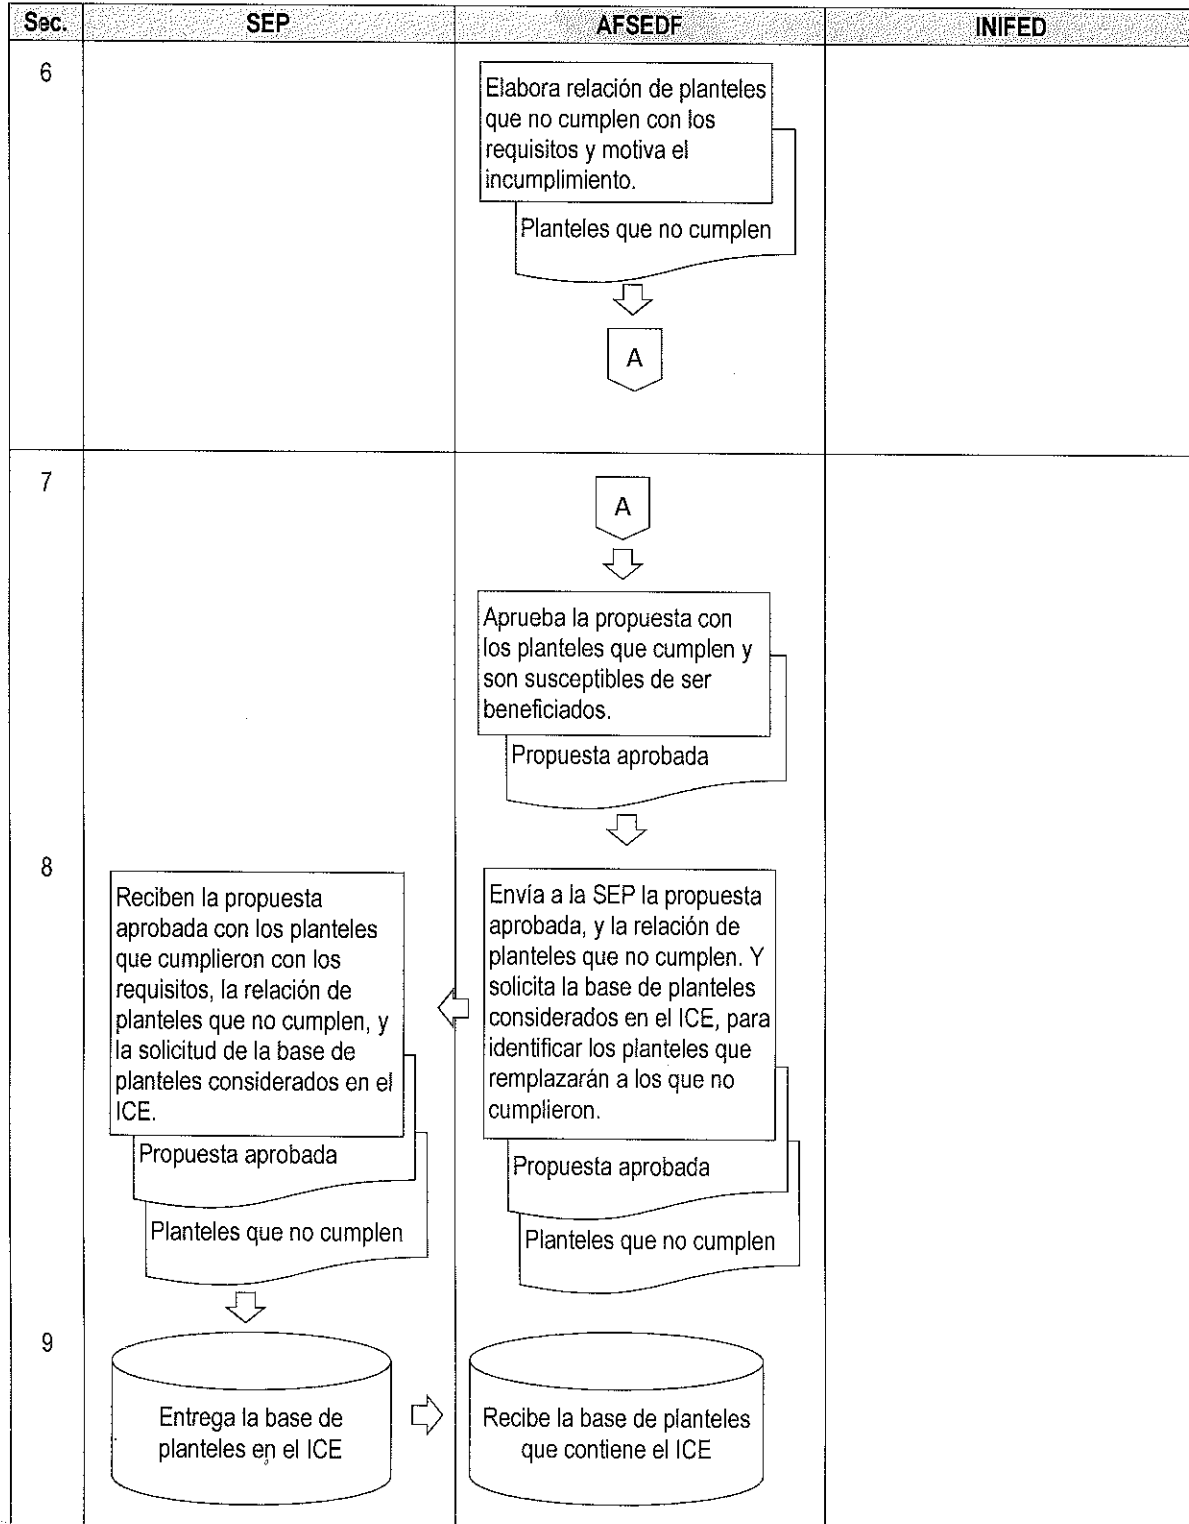 Sec.
SEP
AFSEDF
INIFED
6
Elabora relación de planteles
que no cumplen con los
requisitos y motiva el
incumplimiento.
Planteles que no cumplen
A
7
A
Aprueba la propuesta con
los planteles que cumplen y
son susceptibles de ser
beneficiados.
Propuesta aprobada
8
Reciben la propuesta
aprobada con los planteles
que cumplieron con los
requisitos, la relación de
planteles que no cumplen, y
la solicitud de la base de
planteles considerados en el
ICE.
Propuesta aprobada
Planteles que no cumplen
Envía a la SEP la propuesta
aprobada, y la relación de
planteles que no cumplen. Y
solicita la base de planteles
considerados en el ICE, para
identificar los planteles que
remplazarán a los que no
cumplieron.
Propuesta aprobada
Planteles que no cumplen
9
Entrega la base de
planteles en el ICE
Recibe la base de planteles
que contiene el ICE